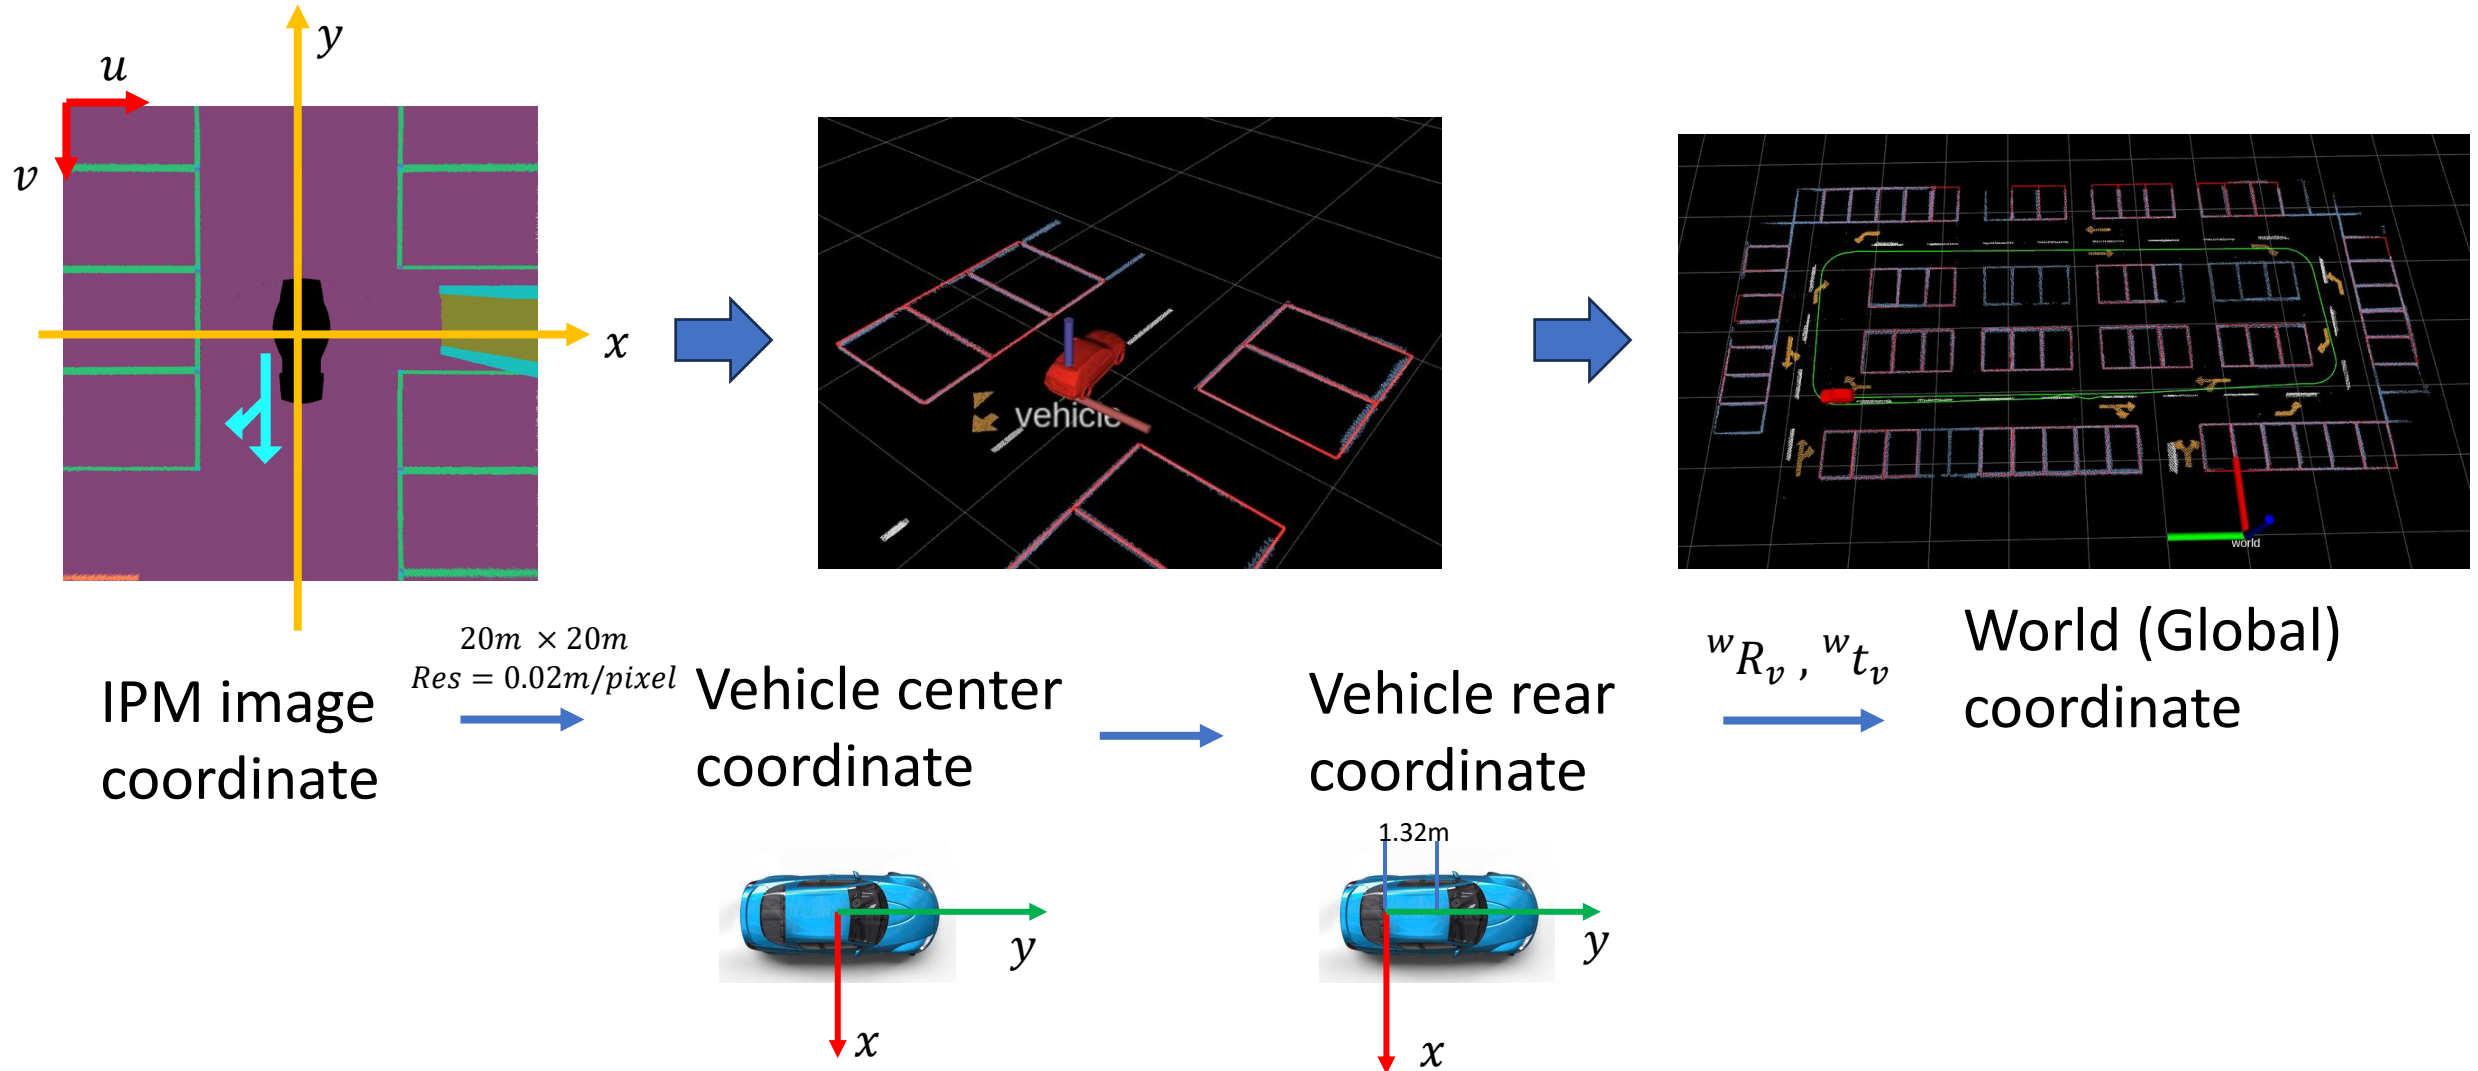 y
u
v
x
vehicle
world
20m × 20m
Res = 0.02m/pixel
IPM image
coordinate
Vehicle center
coordinate
Vehicle rear
coordinate
ʷRᵥ , ʷtᵥ
World (Global)
coordinate
y
x
1.32m
y
x